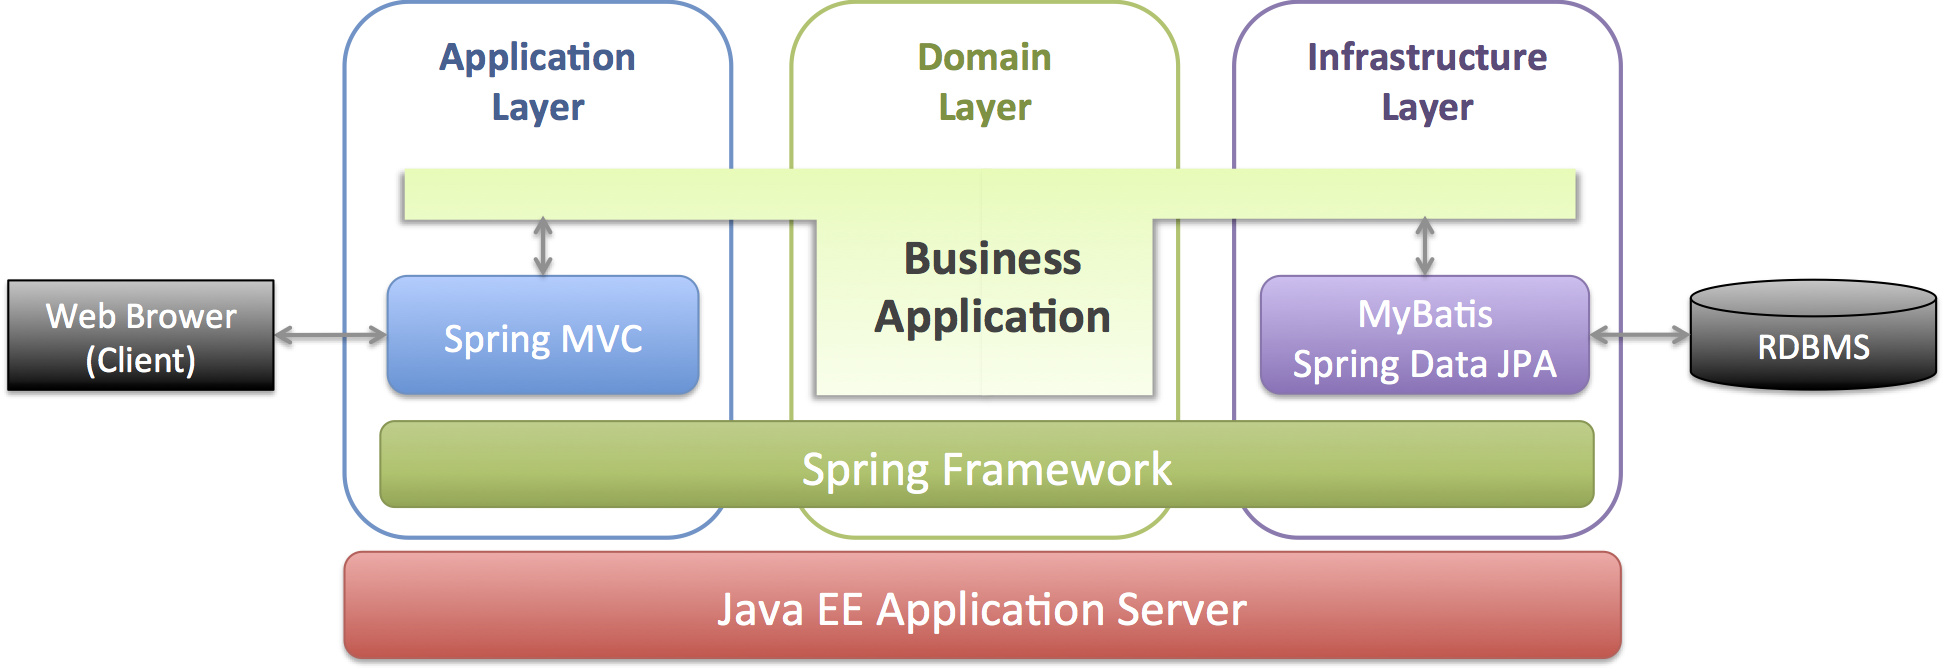 Application
Layer
Domain
Layer
Infrastructure
Layer
Business
Application
Web Brower
(Client)
Spring MVC
MyBatis
Spring Data JPA
RDBMS
Spring Framework
Java EE Application Server